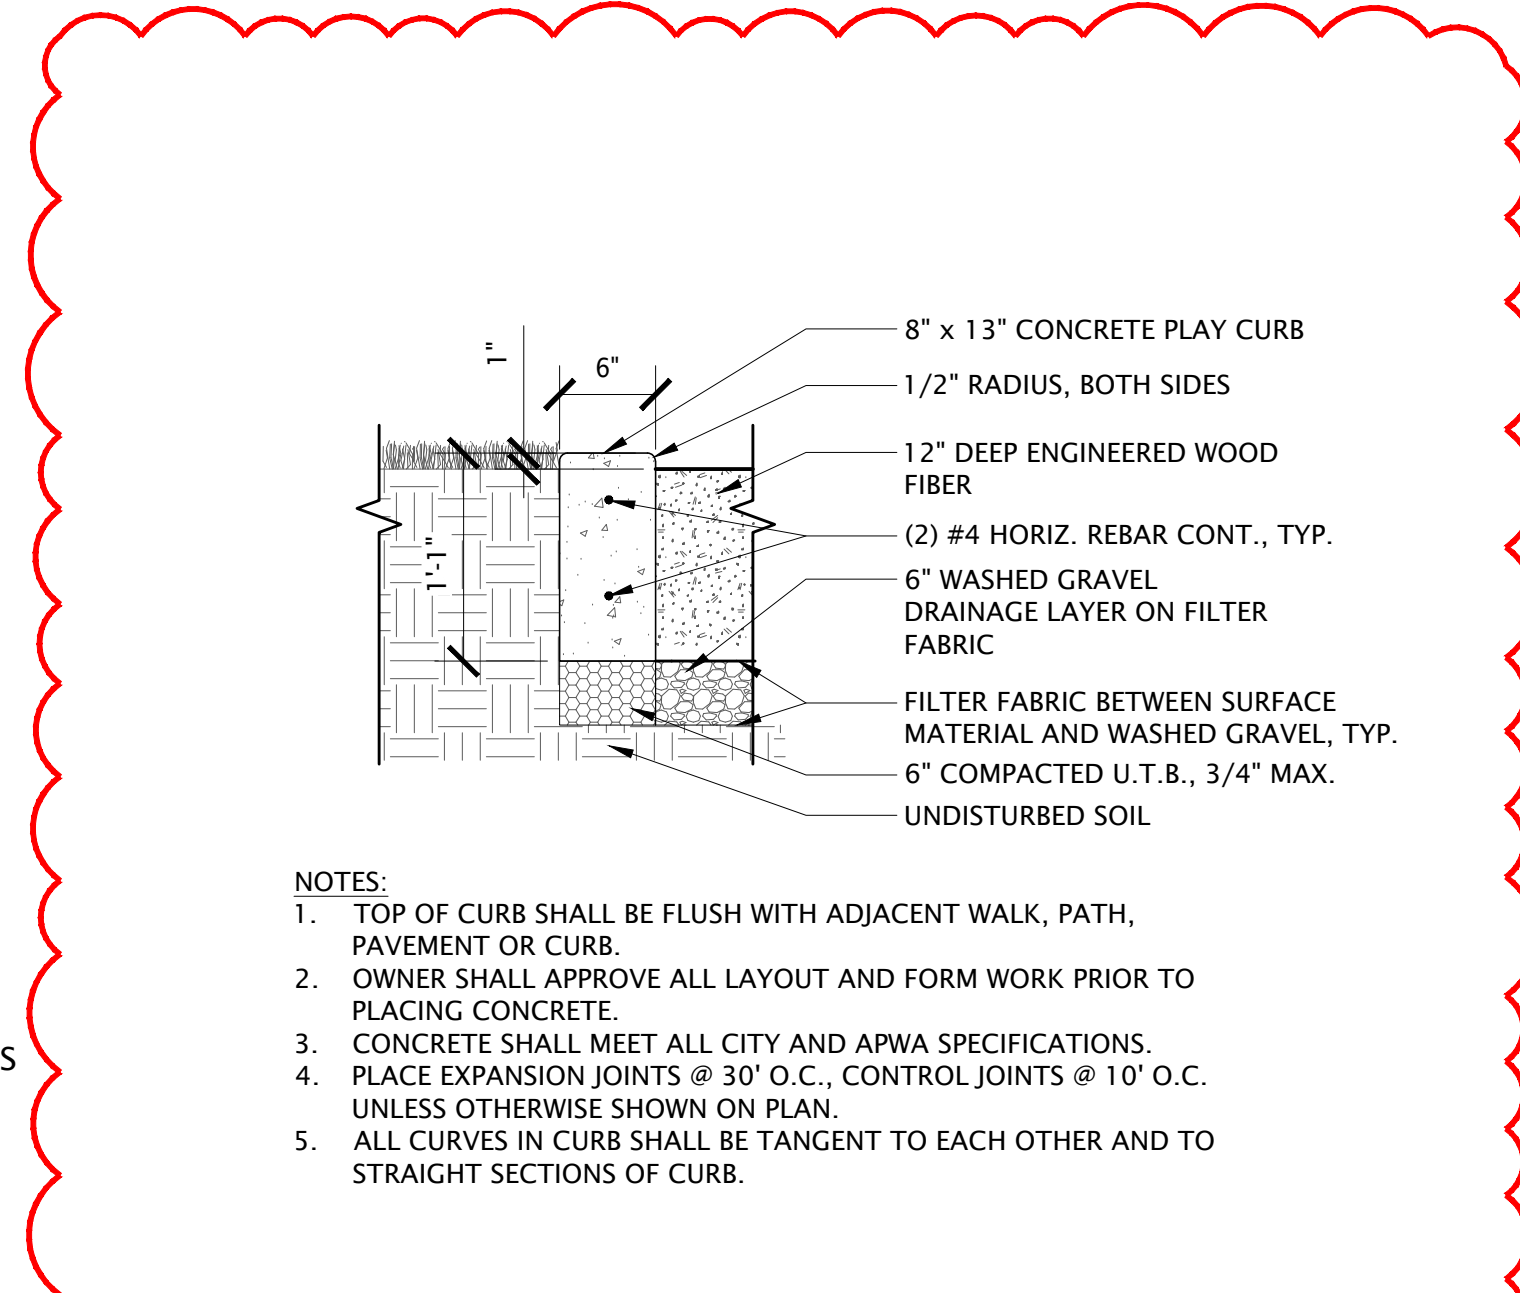 1"
6"
1'-1"
8" x 13" CONCRETE PLAY CURB
1/2" RADIUS, BOTH SIDES
12" DEEP ENGINEERED WOOD
FIBER
(2) #4 HORIZ. REBAR CONT., TYP.
6" WASHED GRAVEL
DRAINAGE LAYER ON FILTER
FABRIC
FILTER FABRIC BETWEEN SURFACE
MATERIAL AND WASHED GRAVEL, TYP.
6" COMPACTED U.T.B., 3/4" MAX.
UNDISTURBED SOIL
NOTES:
1. TOP OF CURB SHALL BE FLUSH WITH ADJACENT WALK, PATH,
PAVEMENT OR CURB.
2. OWNER SHALL APPROVE ALL LAYOUT AND FORM WORK PRIOR TO
PLACING CONCRETE.
3. CONCRETE SHALL MEET ALL CITY AND APWA SPECIFICATIONS.
4. PLACE EXPANSION JOINTS @ 30' O.C., CONTROL JOINTS @ 10' O.C.
UNLESS OTHERWISE SHOWN ON PLAN.
5. ALL CURVES IN CURB SHALL BE TANGENT TO EACH OTHER AND TO
STRAIGHT SECTIONS OF CURB.
S